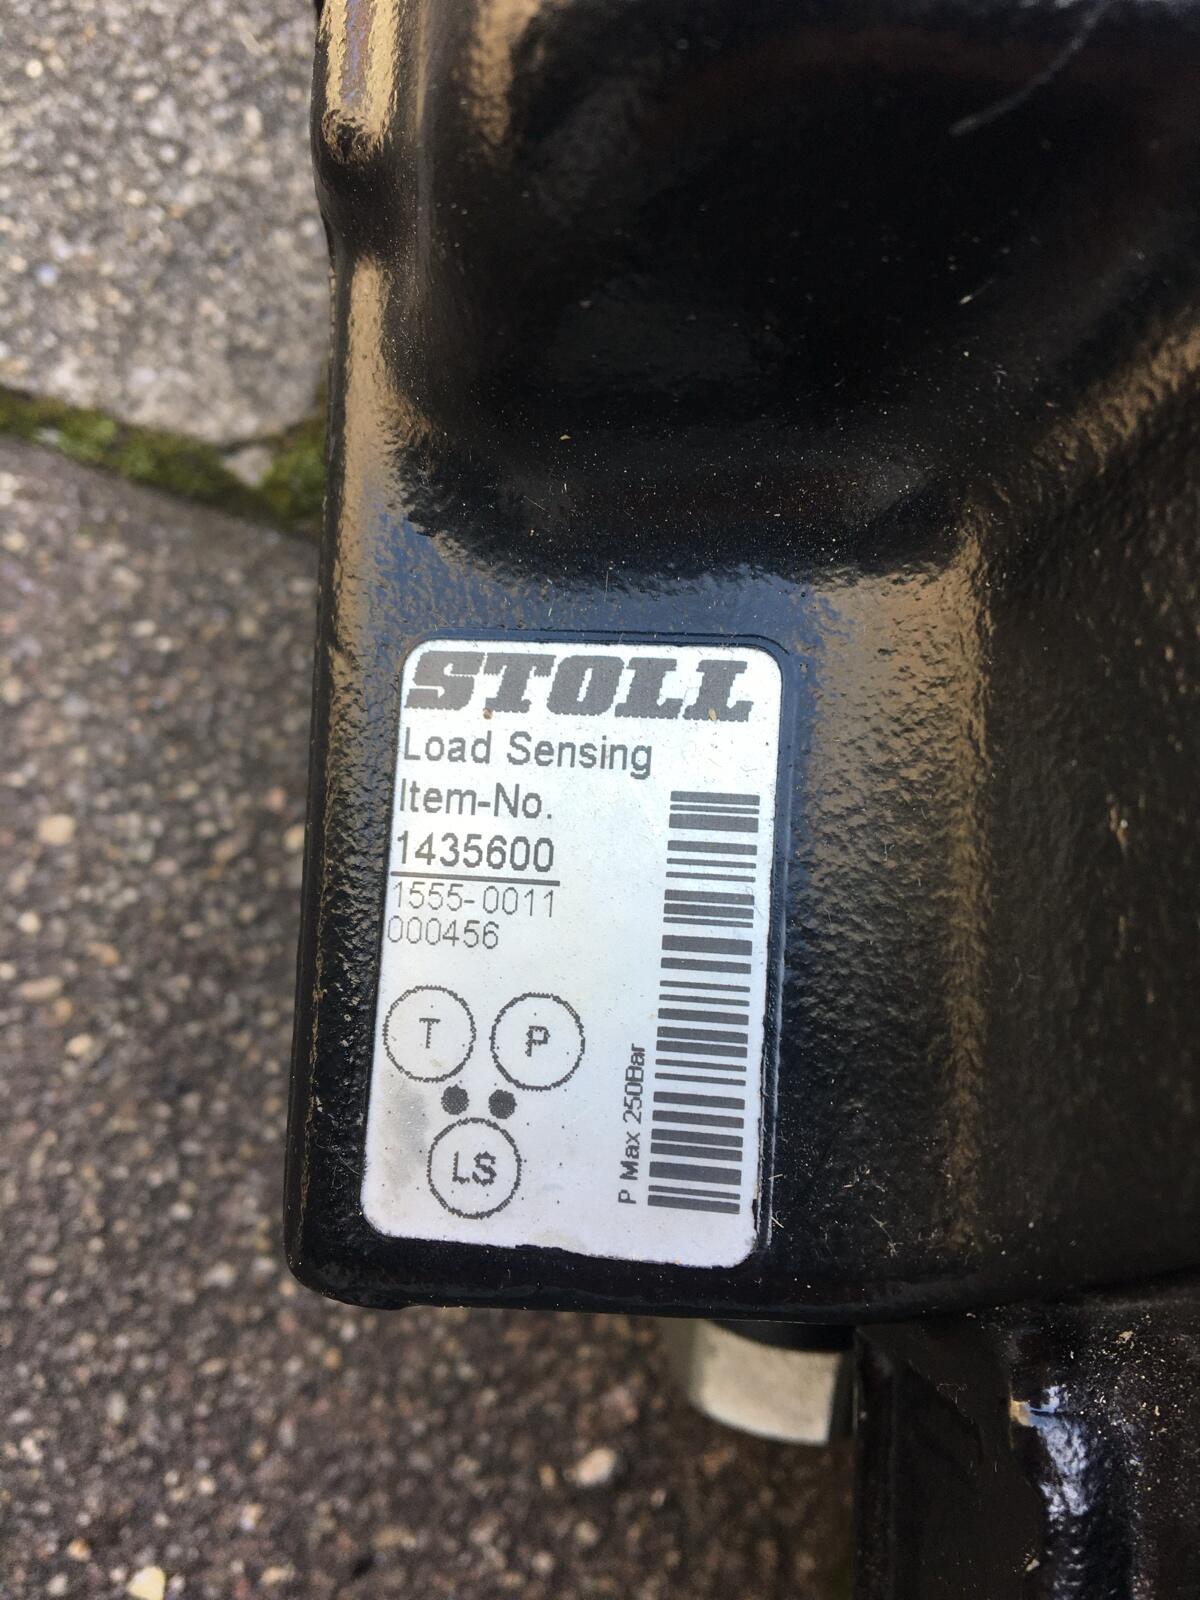 STOLL
Load Sensing
Item-No.
1435600
1555-0011
000456
T P
LS
P Max 250Bar